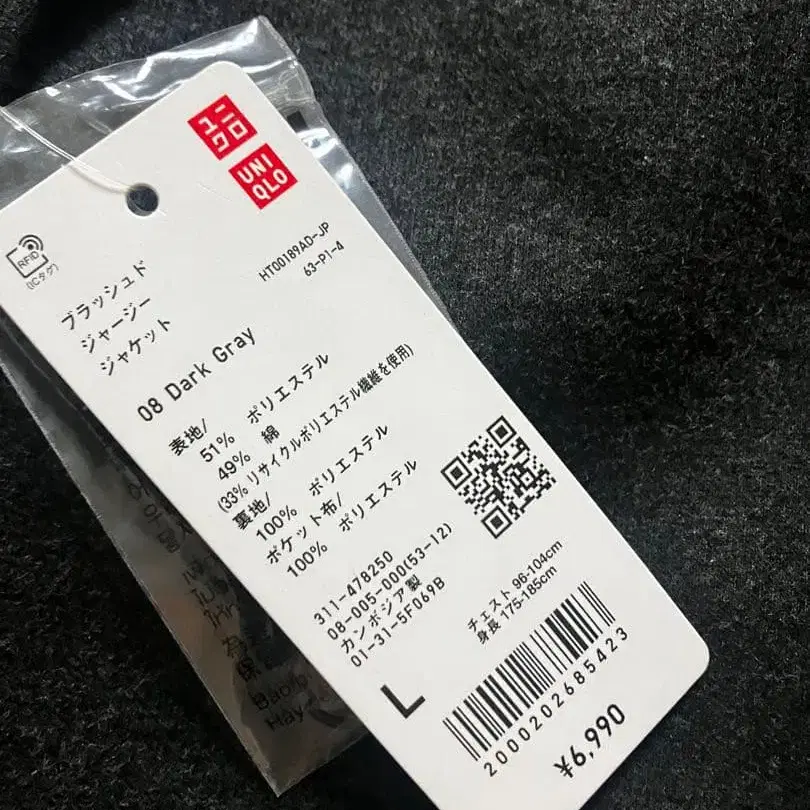 ユニ
クロ
UNI
QLO
RFID
(ICタグ)
HT00189AD-JP
63-P1-4
ブラッシュド
ジャージー
ジャケット
08 Dark Gray
表地/
51% ポリエステル
49% 綿
(33%リサイクルポリエステル繊維を使用)
裏地/
100% ポリエステル
ポケット布/
100% ポリエステル
311-478250
08-005-000(53-12)
カンボジア製
01-31-5F069B
チェスト 96-104cm
身長 175-185cm
L
2000202685423
¥6,990